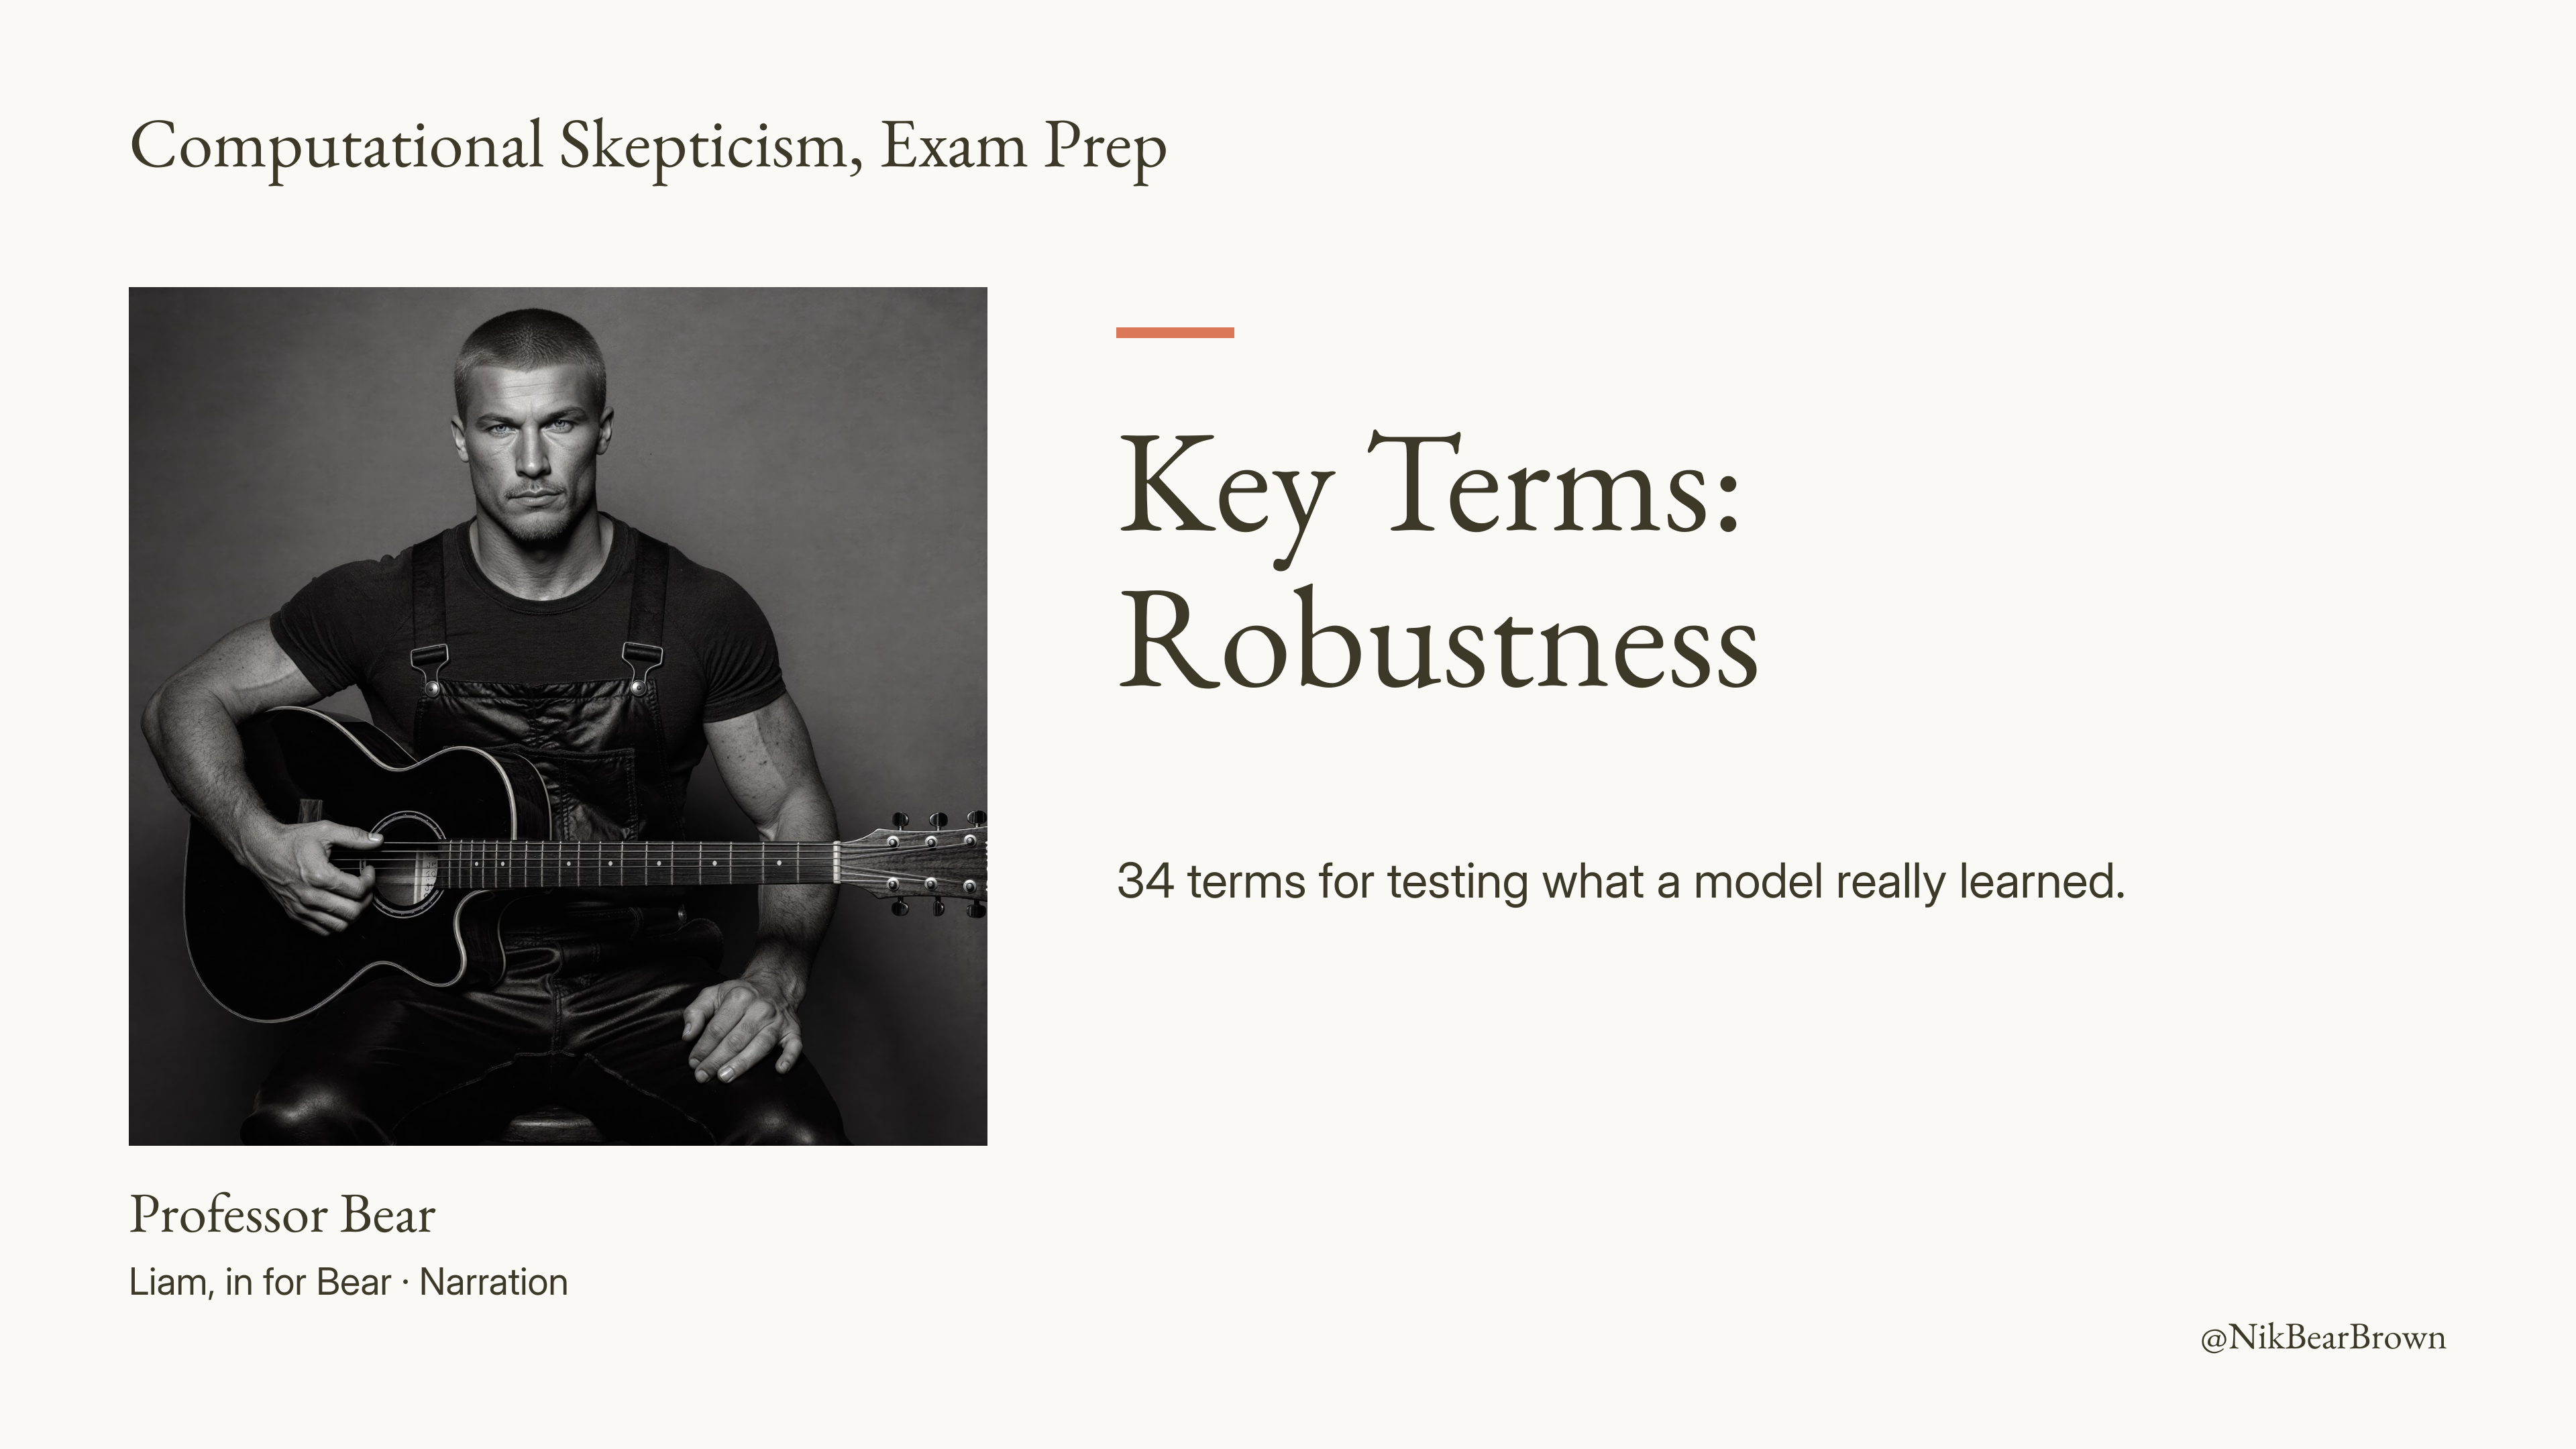 Computational Skepticism, Exam Prep
Key Terms:
Robustness
34 terms for testing what a model really learned.
Professor Bear
Liam, in for Bear · Narration
@NikBearBrown